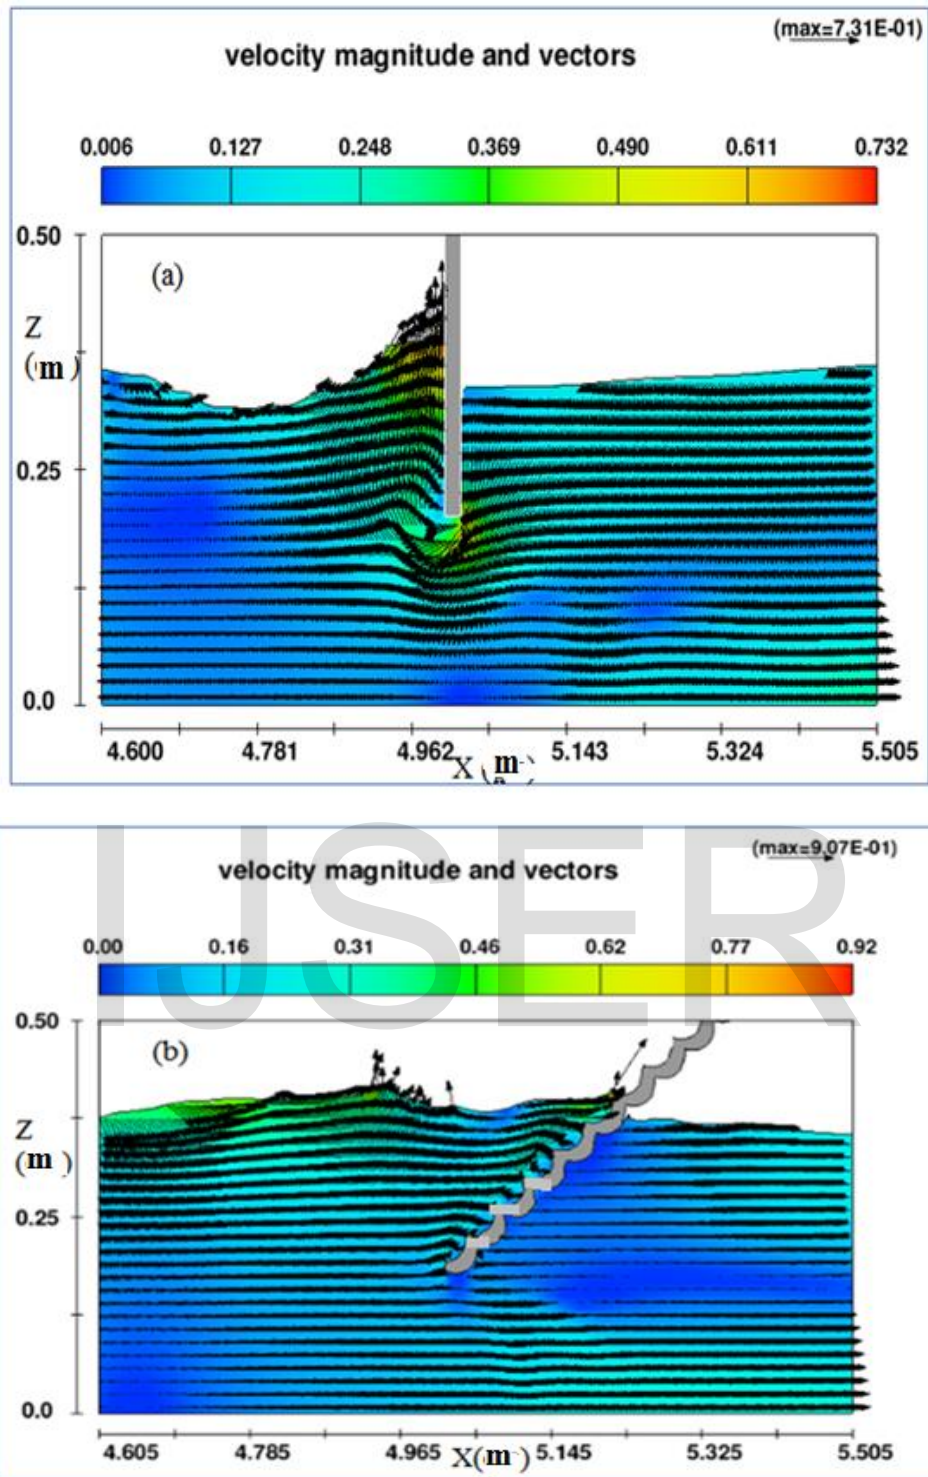 (max=7.31E-01)
velocity magnitude and vectors
0.006 0.127 0.248 0.369 0.490 0.611 0.732
0.50
(a)
Z
(m)
0.25
0.0
4.600 4.781 4.962 5.143 5.324 5.505
X (m)
IJSER
(max=9.07E-01)
velocity magnitude and vectors
0.00 0.16 0.31 0.46 0.62 0.77 0.92
0.50
(b)
Z
(m)
0.25
0.0
4.605 4.785 4.965 5.145 5.325 5.505
X(m)